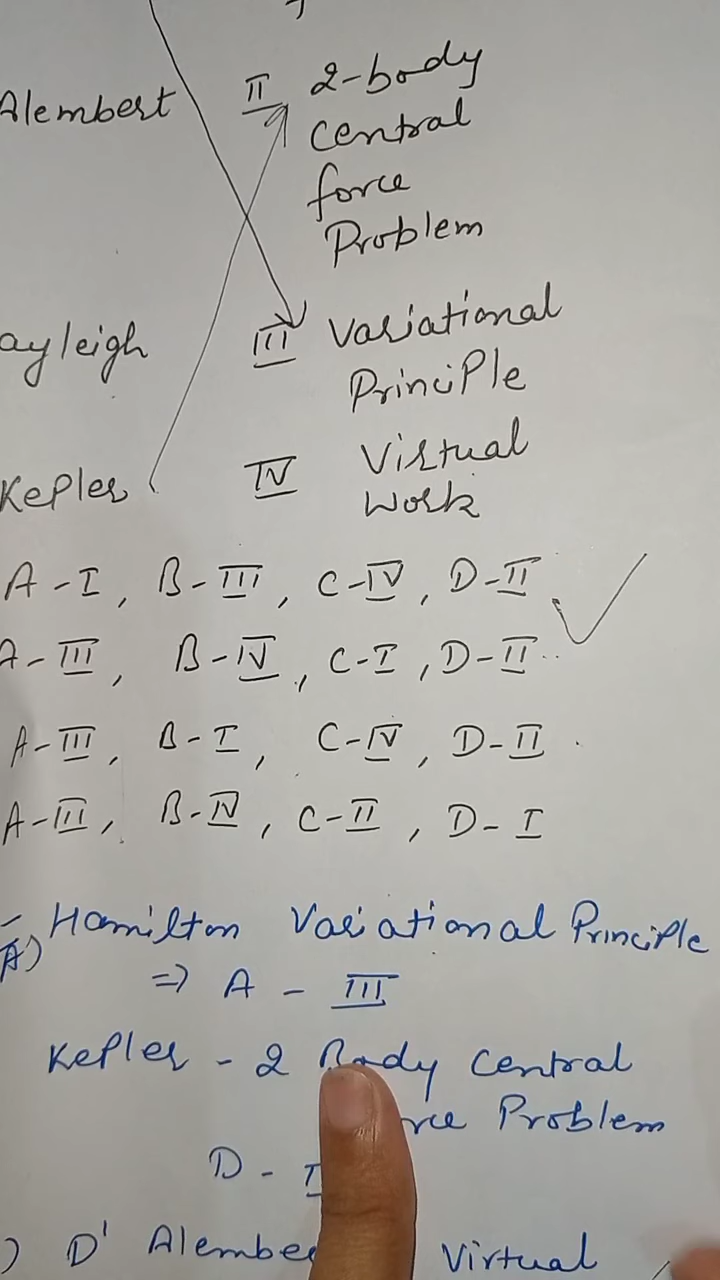 Alembert II 2-body
central
force
Problem
ayleigh III Variational
Principle
Kepler IV Virtual
Work
A-I, B-III, C-IV, D-II
A-III, B-IV, C-I, D-II
A-III, B-I, C-IV, D-II
A-III, B-IV, C-II, D-I
A) Hamilton Variational Principle
=> A - III
Kepler - 2 Body Central
Problem
D -
) D' Alembe Virtual